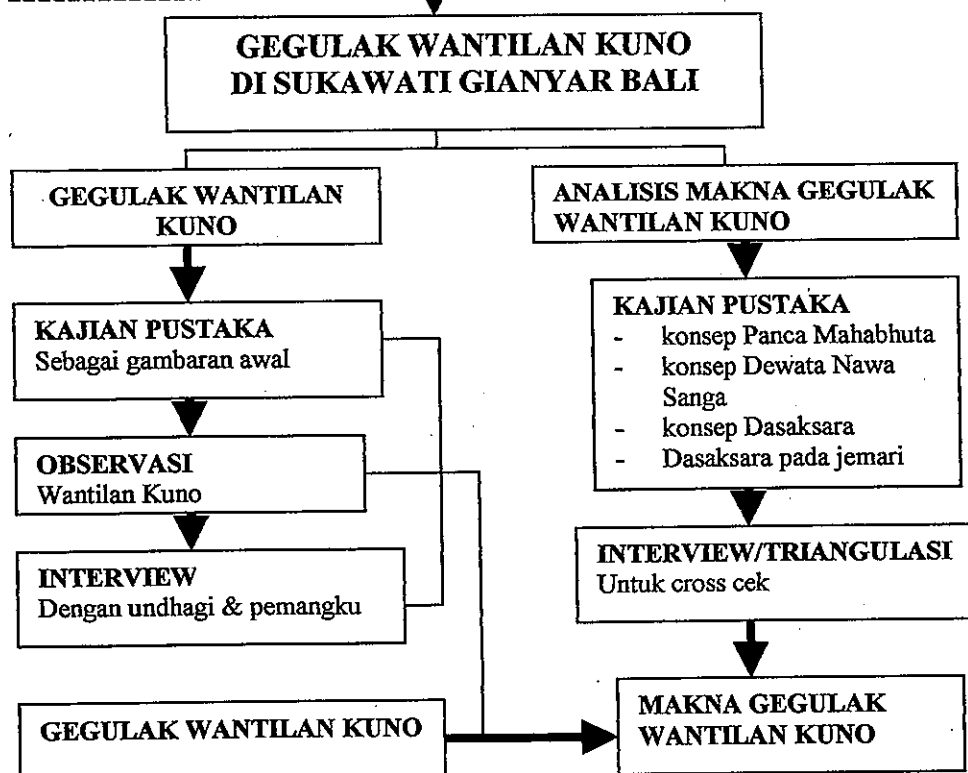 GEGULAK WANTILAN KUNO
DI SUKAWATI GIANYAR BALI
GEGULAK WANTILAN
KUNO
KAJIAN PUSTAKA
Sebagai gambaran awal
OBSERVASI
Wantilan Kuno
INTERVIEW
Dengan undhagi & pemangku
GEGULAK WANTILAN KUNO
ANALISIS MAKNA GEGULAK
WANTILAN KUNO
KAJIAN PUSTAKA
- konsep Panca Mahabhuta
- konsep Dewata Nawa
Sanga
- konsep Dasaksara
- Dasaksara pada jemari
INTERVIEW/TRIANGULASI
Untuk cross cek
MAKNA GEGULAK
WANTILAN KUNO